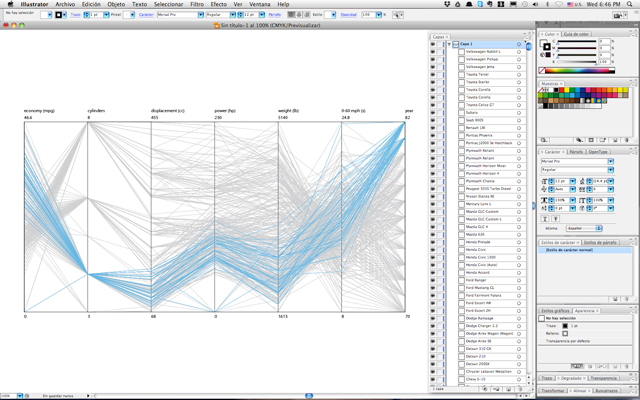 Illustrator Archivo Edición Objeto Texto Selección Filtro Efecto Ver Ventana Ayuda
U.S. Wed 6:46 PM
No hay selección Trazo: 1 pt Carácter: Myriad Pro Regular 12 pt Párrafo Estilo: Opacidad: 100 %
Sin título-1 al 100% (CMYK/Previsualizar)
economy (mpg) cylinders displacement (cc) power (hp) weight (lb) 0-60 mph (s) year
46.6 8 455 230 5140 24.8 82
0 3 68 0 1613 8 70
100% Sin guardar nunca
Capas
Capa 1
Volkswagen Rabbit L
Volkswagen Pickup
Volkswagen Jetta
Toyota Tercel
Toyota Starlet
Toyota Corolla
Toyota Corolla
Toyota Celica GT
Subaru
Saab 900S
Renault 18i
Pontiac Phoenix
Pontiac J2000 Se Hatchback
Plymouth Reliant
Plymouth Reliant
Plymouth Horizon Miser
Plymouth Horizon 4
Plymouth Champ
Peugeot 505S Turbo Diesel
Nissan Stanza XE
Mercury Lynx L
Mazda GLC Custom
Mazda GLC Custom L
Mazda GLC 4
Mazda 626
Honda Prelude
Honda Civic
Honda Civic 1300
Honda Civic (Auto)
Honda Accord
Ford Ranger
Ford Mustang GL
Ford Fairmont Futura
Ford Escort 4W
Ford Escort 2H
Dodge Rampage
Dodge Charger 2.2
Dodge Aries Wagon (Wagon)
Dodge Aries SE
Datsun 310 GX
Datsun 210
Datsun 200SX
Chrysler Lebaron Medallion
Chevy S-10
1 capa
Color Guía de color
C
M
Y
K 100 %
Muestras
Carácter Párrafo OpenType
Myriad Pro
Regular
12 pt
Auto 0
100% 100%
0 pt 0°
Idioma: Español
Estilos de carácter Estilos de párrafo
[Estilo de carácter normal]
Estilos gráficos Apariencia
No hay selección
Trazo: 1 pt
Relleno:
Transparencia por defecto
Trazo Degradado Transparencia
Transformar Alinear Buscatrazos